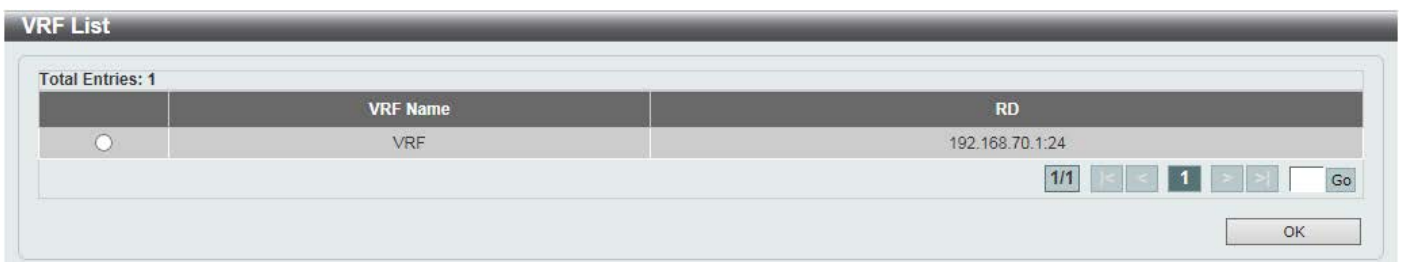 VRF List
Total Entries: 1
VRF Name RD
VRF 192.168.70.1:24
1/1 |< < 1 > >| Go
OK